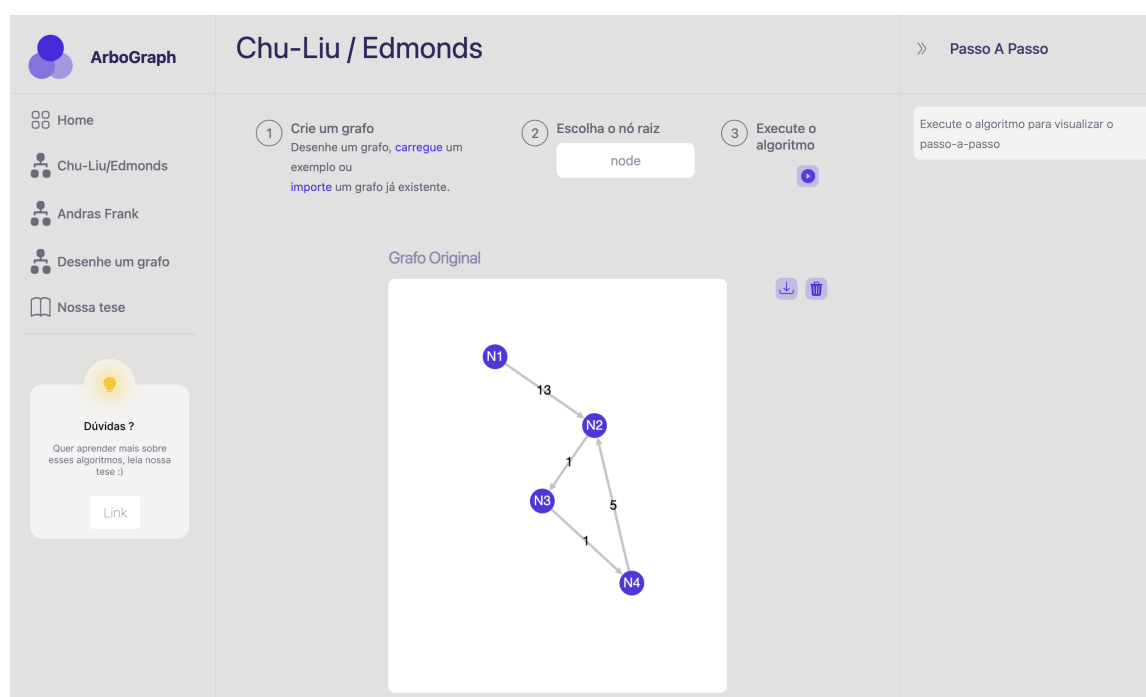 ArboGraph
Home
Chu-Liu/Edmonds
Andras Frank
Desenhe um grafo
Nossa tese
Dúvidas ?
Quer aprender mais sobre
esses algoritmos, leia nossa
tese :)
Link
Chu-Liu / Edmonds
1
Crie um grafo
Desenhe um grafo, carregue um
exemplo ou
importe um grafo já existente.
2
Escolha o nó raiz
node
3
Execute o
algoritmo
Grafo Original
N1
13
N2
1
N3
5
1
N4
Passo A Passo
Execute o algoritmo para visualizar o
passo-a-passo